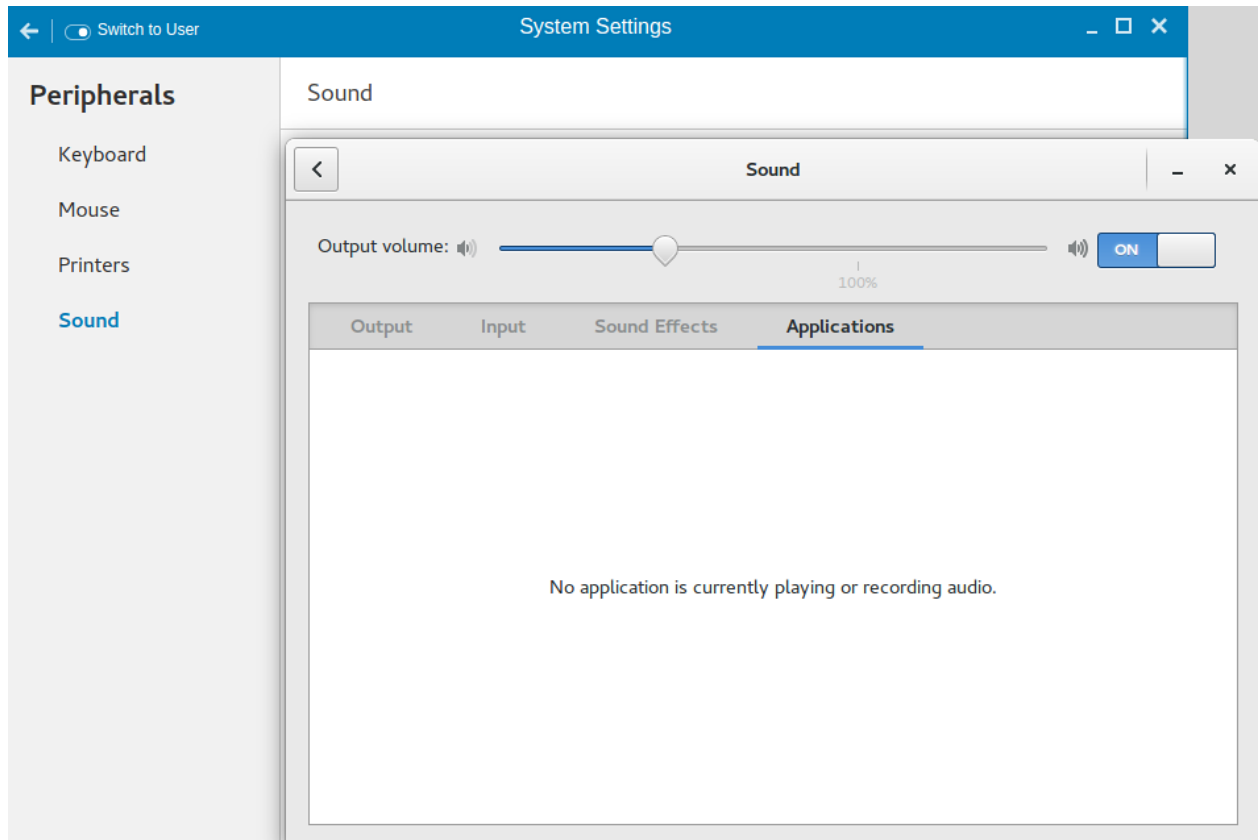 Switch to User
System Settings
Peripherals
Sound
Keyboard
Mouse
Printers
Sound
Sound
Output volume:
ON
100%
Output Input Sound Effects Applications
No application is currently playing or recording audio.